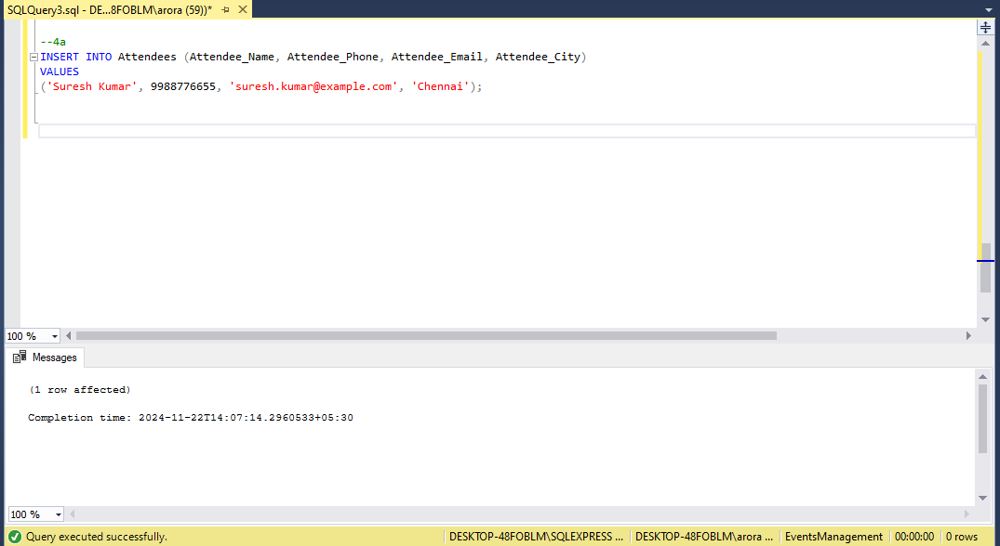 SQLQuery3.sql - DE...8FOBLM\arora (59))*
--4a
INSERT INTO Attendees (Attendee_Name, Attendee_Phone, Attendee_Email, Attendee_City)
VALUES
('Suresh Kumar', 9988776655, 'suresh.kumar@example.com', 'Chennai');
100 %
Messages
(1 row affected)
Completion time: 2024-11-22T14:07:14.2960533+05:30
100 %
Query executed successfully.
DESKTOP-48FOBLM\SQLEXPRESS ...
DESKTOP-48FOBLM\arora ...
EventsManagement
00:00:00
0 rows